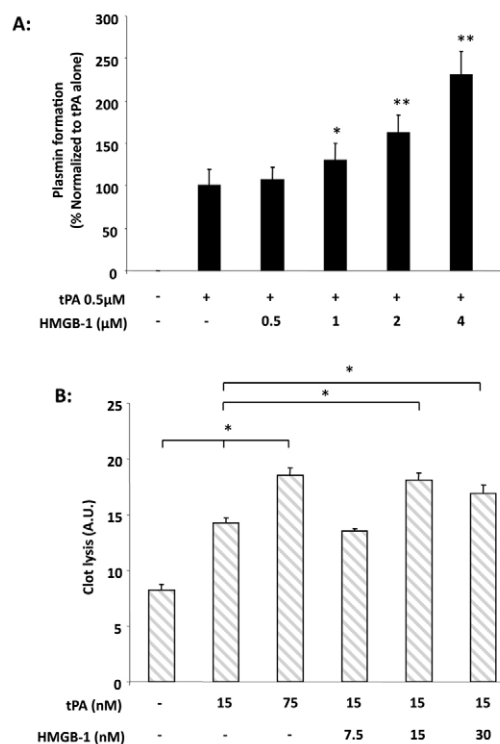 A:
Plasmin formation
(% Normalized to tPA alone)
300
250
200
150
100
50
0
*
**
**
tPA 0.5µM - + + + + +
HMGB-1 (µM) - - 0.5 1 2 4
B:
Clot lysis (A.U.)
25
20
15
10
5
0
*
*
*
tPA (nM) - 15 75 15 15 15
HMGB-1 (nM) - - - 7.5 15 30